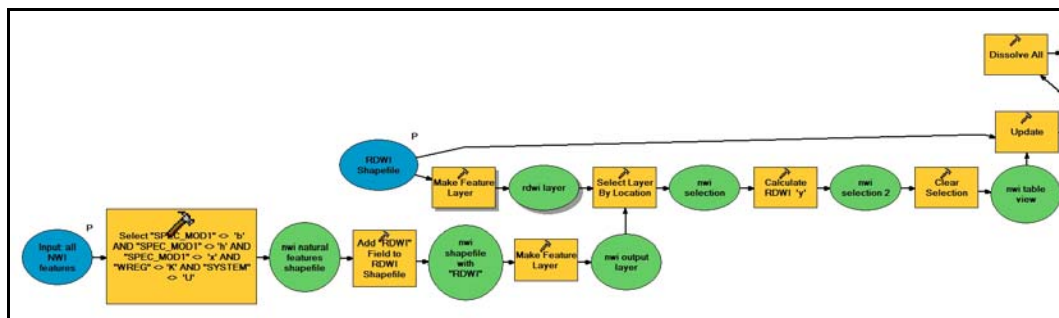 Dissolve All
P
Update
RDWI
Shapefile
Make Feature
Layer
rdwi layer
Select Layer
By Location
nwi
selection
Calculate
RDWI 'y'
nwi
selection 2
Clear
Selection
nwi table
view
P
Input: all
NWI
features
Select "SPEC_MOD1" <> 'b'
AND "SPEC_MOD1" <> 'h' AND
"SPEC_MOD1" <> 'x' AND
"WREG" <> 'K' AND "SYSTEM"
<> 'U'
nwi natural
features
shapefile
Add "RDWI"
Field to
RDWI
Shapefile
nwi
shapefile
with
"RDWI"
Make Feature
Layer
nwi output
layer